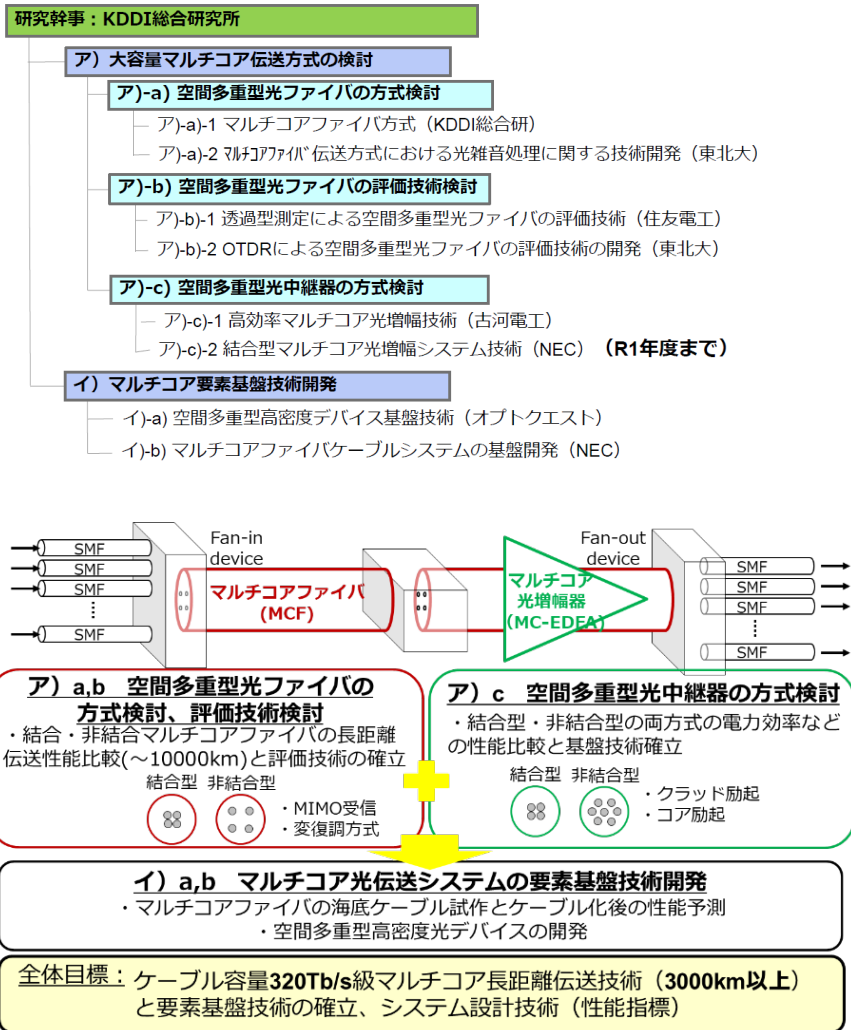 研究幹事：KDDI総合研究所
ア）大容量マルチコア伝送方式の検討
ア)-a) 空間多重型光ファイバの方式検討
ア)-a)-1 マルチコアファイバ方式（KDDI総合研）
ア)-a)-2 ﾏﾙﾁｺｱﾌｧｲﾊﾞ伝送方式における光雑音処理に関する技術開発（東北大）
ア)-b) 空間多重型光ファイバの評価技術検討
ア)-b)-1 透過型測定による空間多重型光ファイバの評価技術（住友電工）
ア)-b)-2 OTDRによる空間多重型光ファイバの評価技術の開発（東北大）
ア)-c) 空間多重型光中継器の方式検討
ア)-c)-1 高効率マルチコア光増幅技術（古河電工）
ア)-c)-2 結合型マルチコア光増幅システム技術（NEC）（R1年度まで）
イ）マルチコア要素基盤技術開発
イ)-a) 空間多重型高密度デバイス基盤技術（オプトクエスト）
イ)-b) マルチコアファイバケーブルシステムの基盤開発（NEC）
SMF
SMF
SMF
SMF
Fan-in
device
マルチコアファイバ
(MCF)
マルチコア
光増幅器
(MC-EDFA)
Fan-out
device
SMF
SMF
SMF
SMF
ア）a,b　空間多重型光ファイバの
方式検討、評価技術検討
・結合・非結合マルチコアファイバの長距離
伝送性能比較(～10000km)と評価技術の確立
結合型　非結合型
・MIMO受信
・変復調方式
ア）c　空間多重型光中継器の方式検討
・結合型・非結合型の両方式の電力効率など
の性能比較と基盤技術確立
結合型　非結合型
・クラッド励起
・コア励起
イ）a,b　マルチコア光伝送システムの要素基盤技術開発
・マルチコアファイバの海底ケーブル試作とケーブル化後の性能予測
・空間多重型高密度光デバイスの開発
全体目標：ケーブル容量320Tb/s級マルチコア長距離伝送技術（3000km以上）
と要素基盤技術の確立、システム設計技術（性能指標）